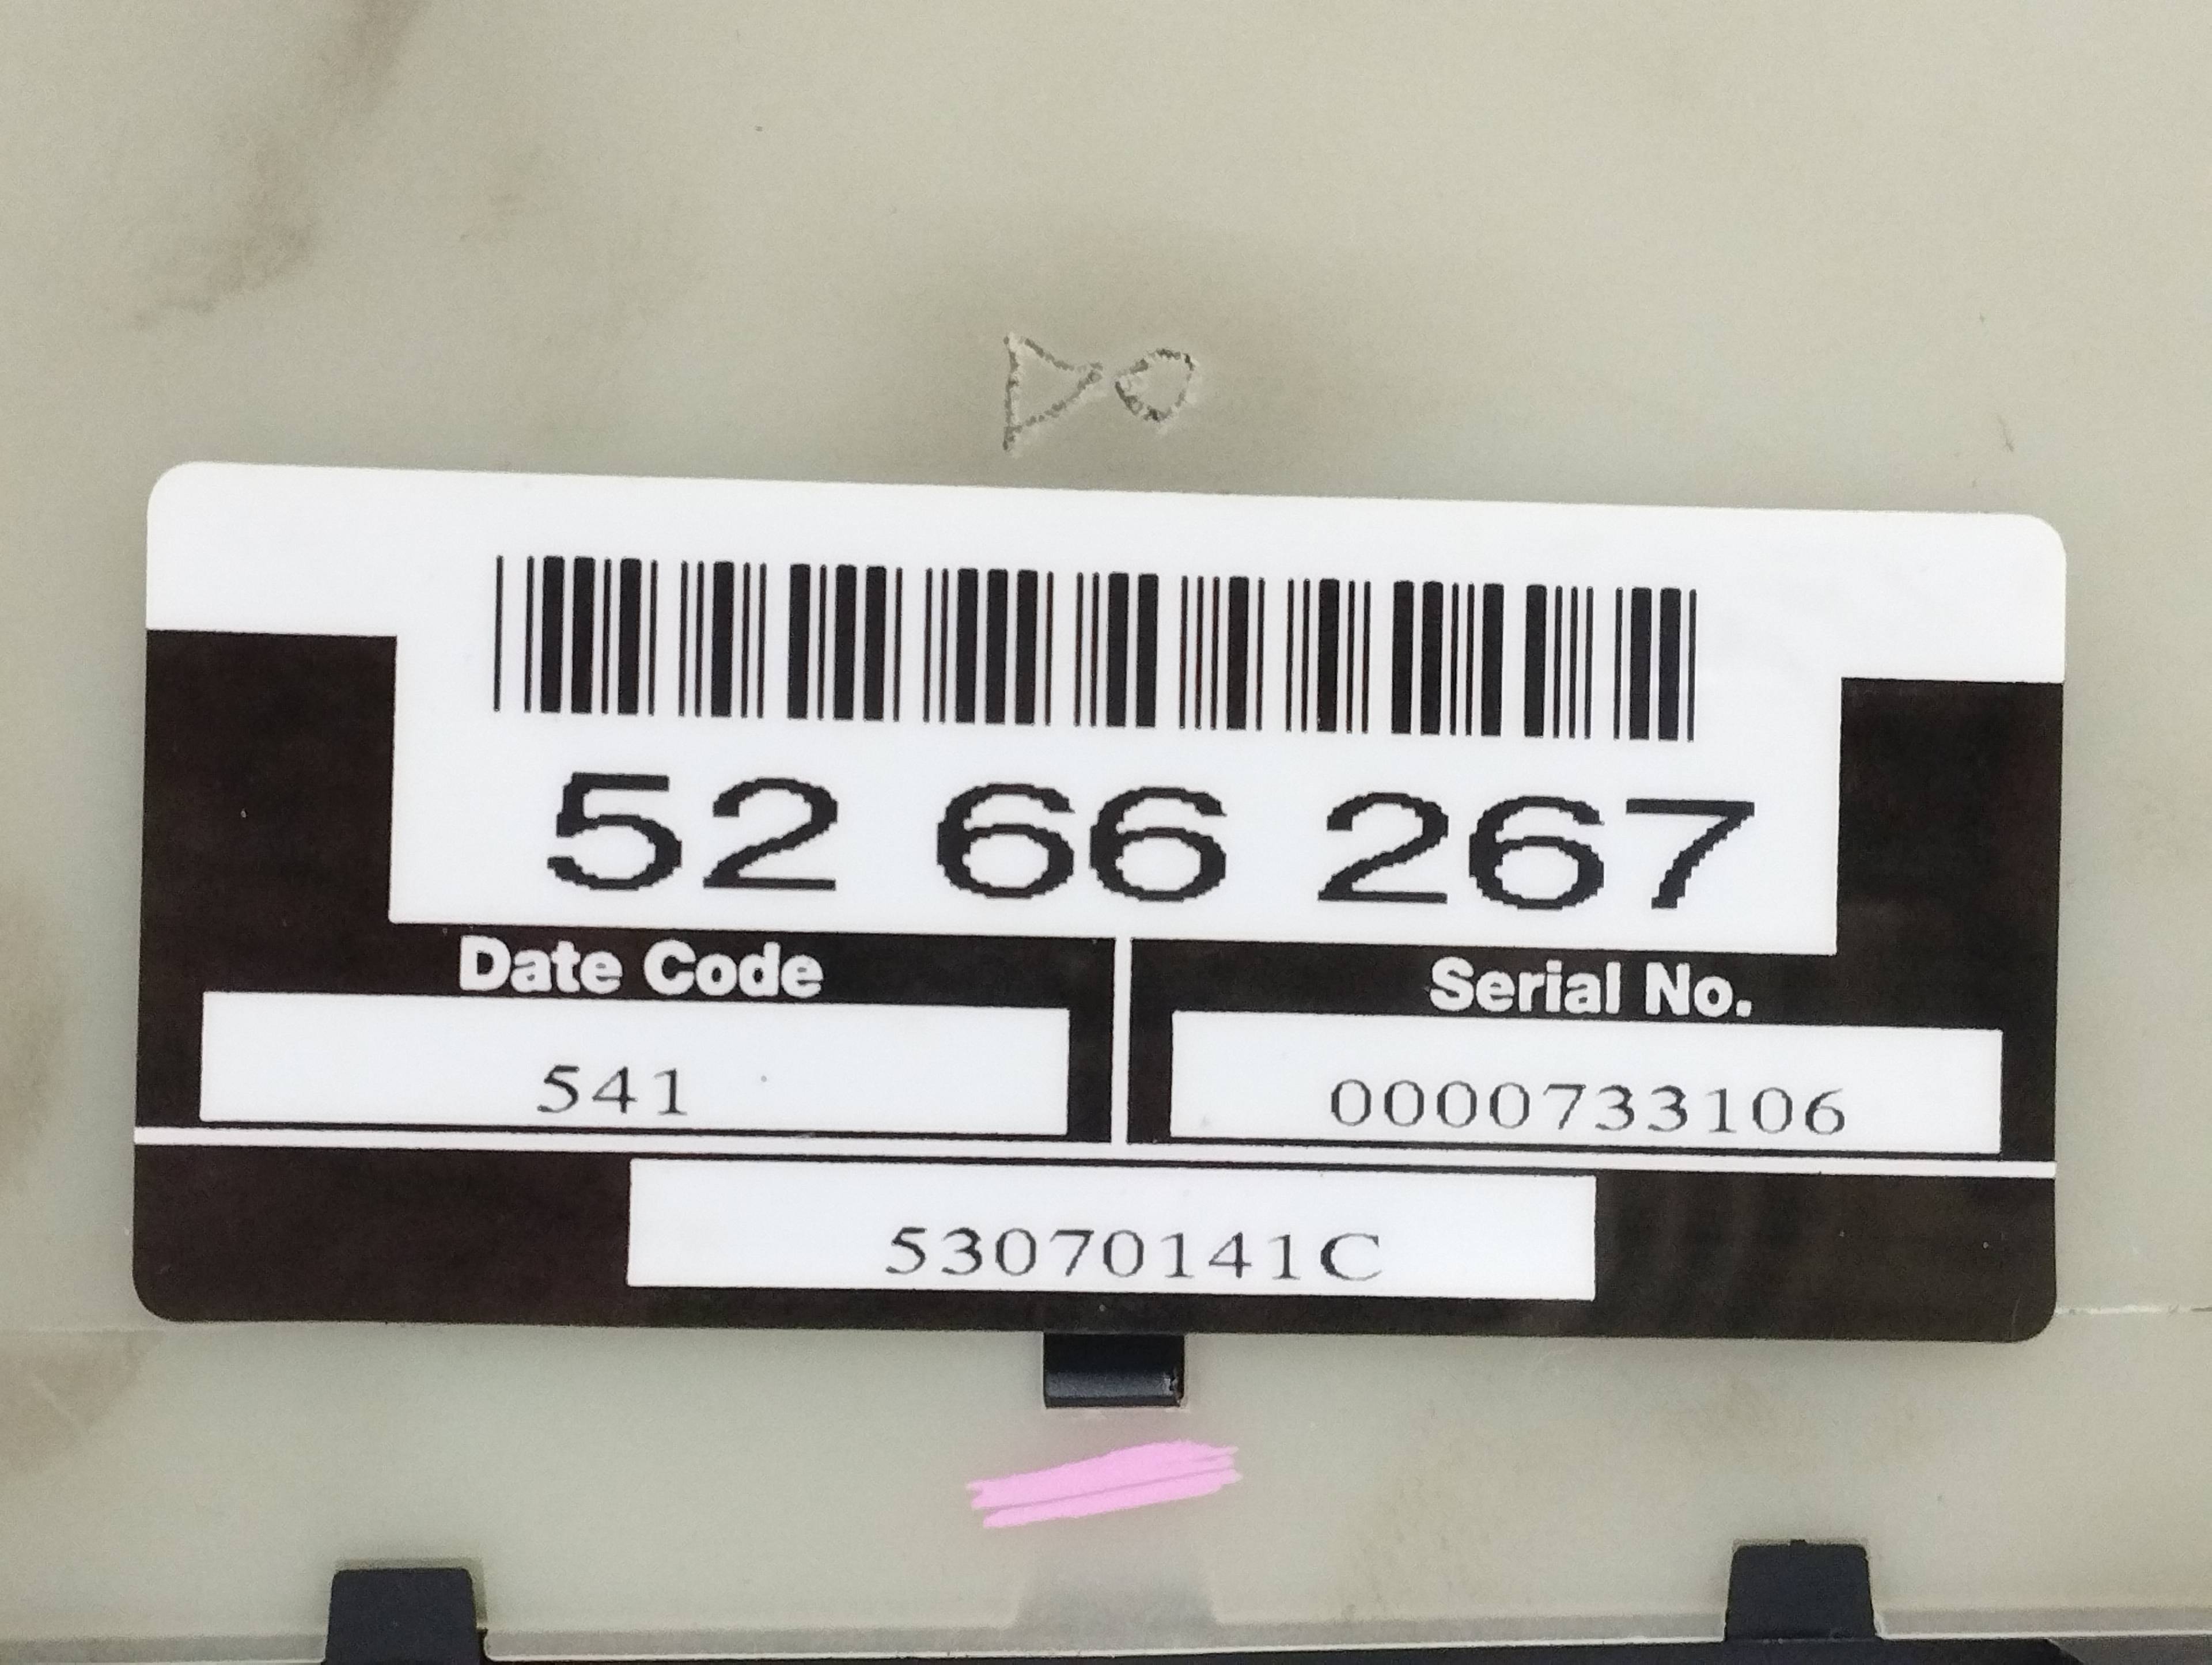 52 66 267
Date Code
Serial No.
541
0000733106
53070141C